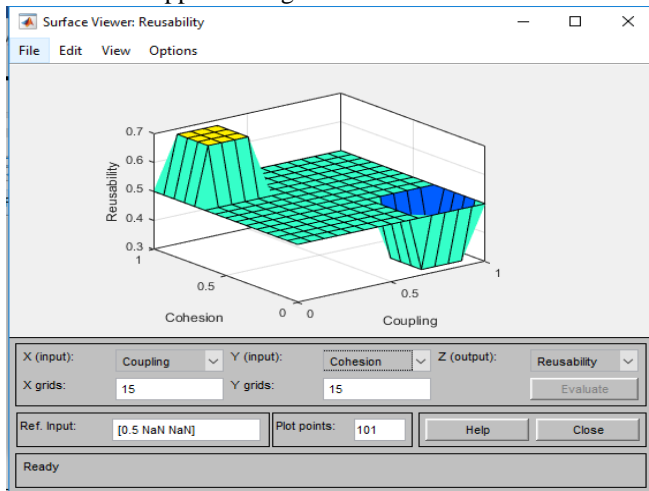 Surface Viewer: Reusability
File Edit View Options
0.7
0.6
0.5
0.4
0.3
Reusability
1
0.5
0
Cohesion
0
0.5
1
Coupling
X (input): Coupling Y (input): Cohesion Z (output): Reusability
X grids: 15 Y grids: 15 Evaluate
Ref. Input: [0.5 NaN NaN] Plot points: 101 Help Close
Ready